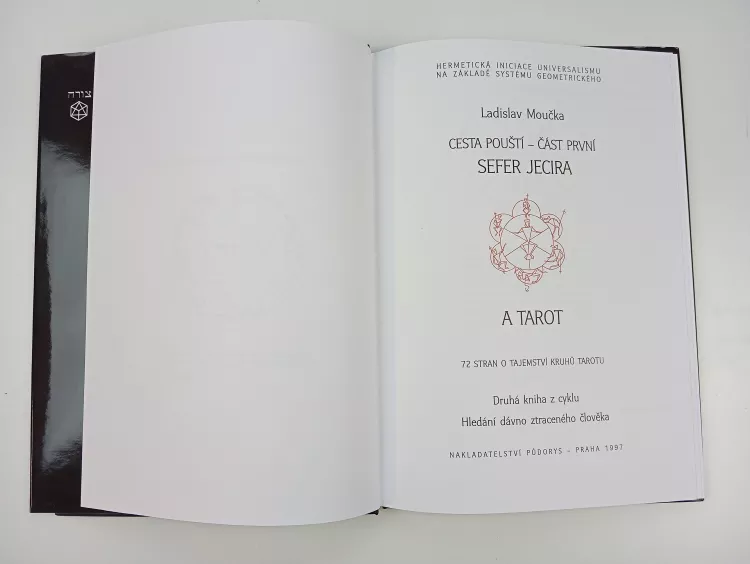 צורה
HERMETICKÁ INICIACE UNIVERSALISMU
NA ZÁKLADĚ SYSTÉMU GEOMETRICKÉHO
Ladislav Moučka
CESTA POUŠTÍ – ČÁST PRVNÍ
SEFER JECIRA
A TAROT
72 STRAN O TAJEMSTVÍ KRUHŮ TAROTU
Druhá kniha z cyklu
Hledání dávno ztraceného člověka
NAKLADATELSTVÍ PŮDORYS – PRAHA 1997